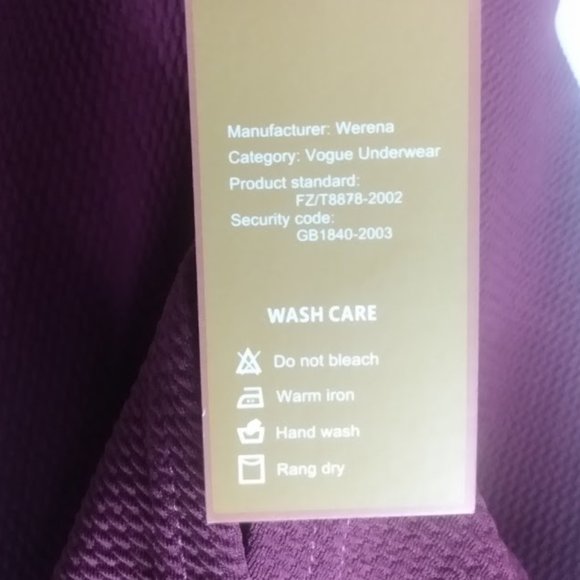 Manufacturer: Werena
Category: Vogue Underwear
Product standard:
FZ/T8878-2002
Security code:
GB1840-2003
WASH CARE
Do not bleach
Warm iron
Hand wash
Rang dry